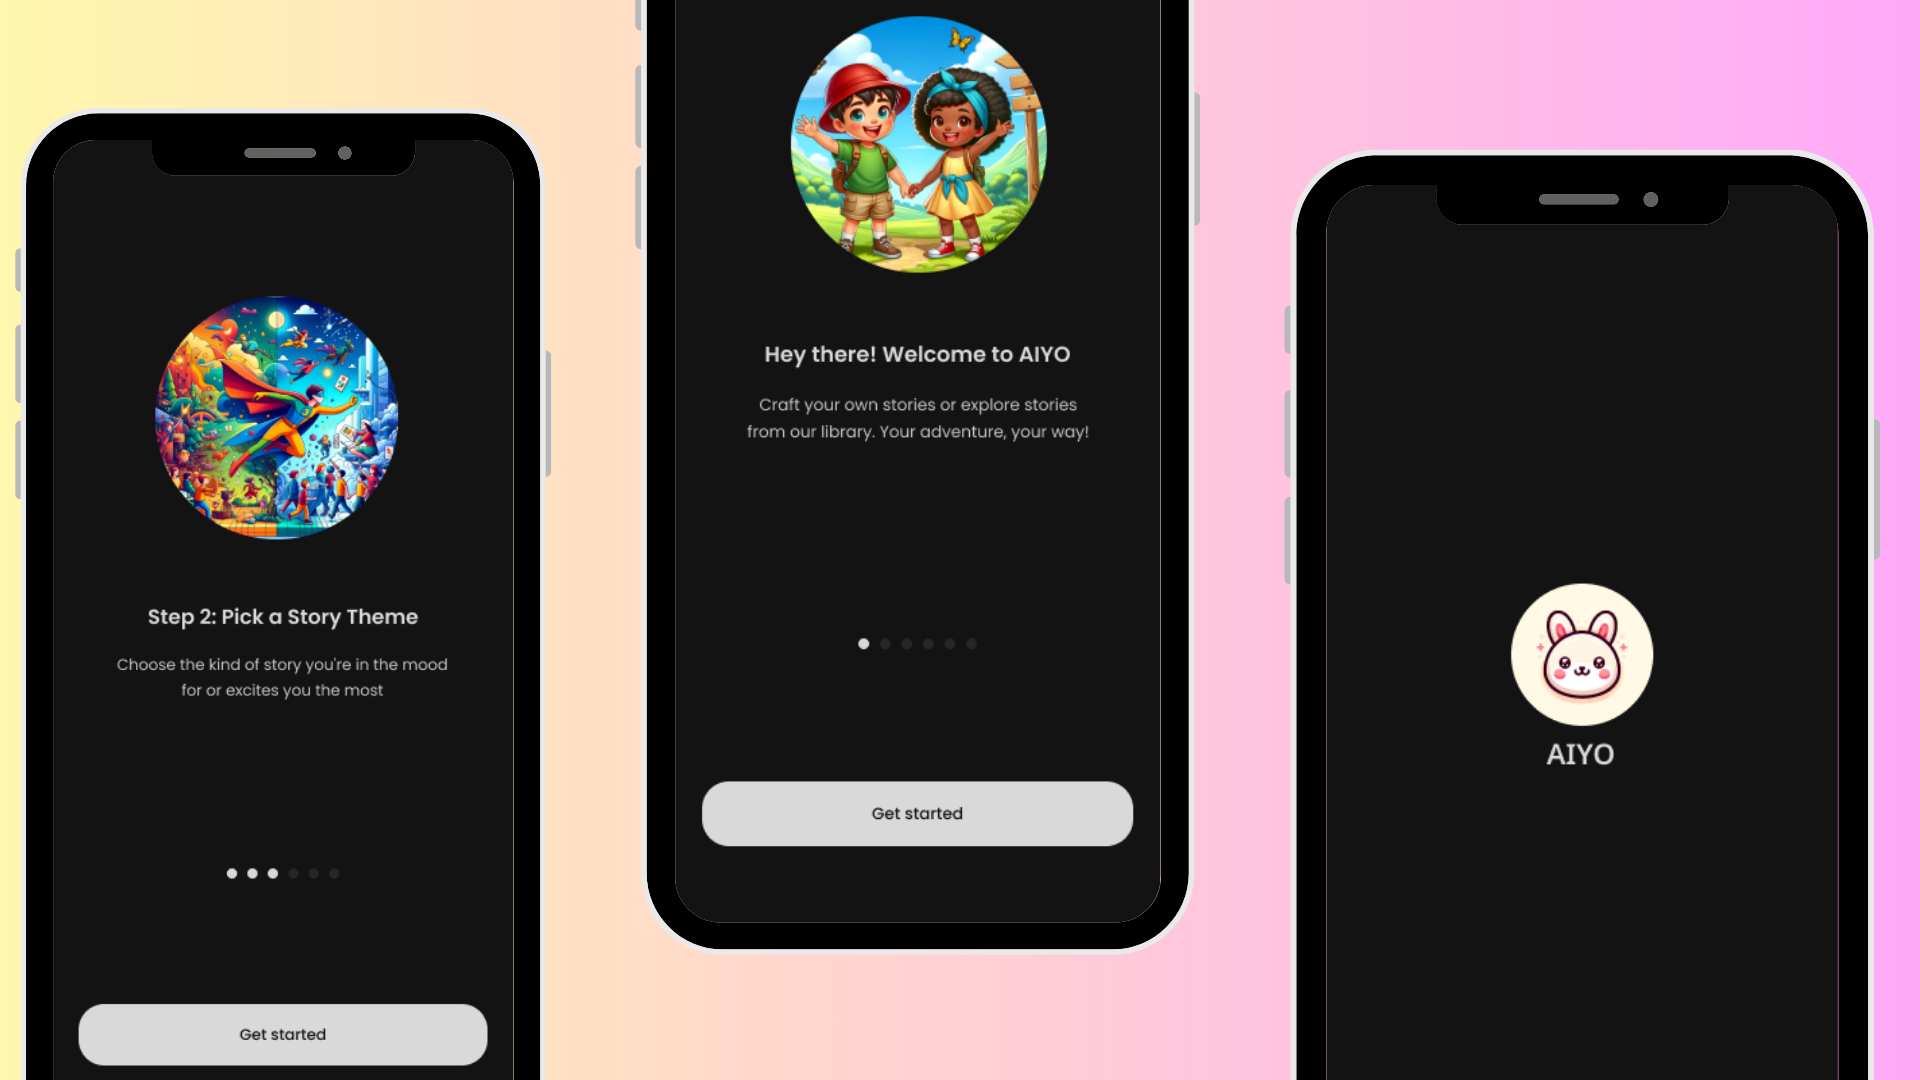 Step 2: Pick a Story Theme
Choose the kind of story you're in the mood
for or excites you the most
Get started
Hey there! Welcome to AIYO
Craft your own stories or explore stories
from our library. Your adventure, your way!
Get started
AIYO